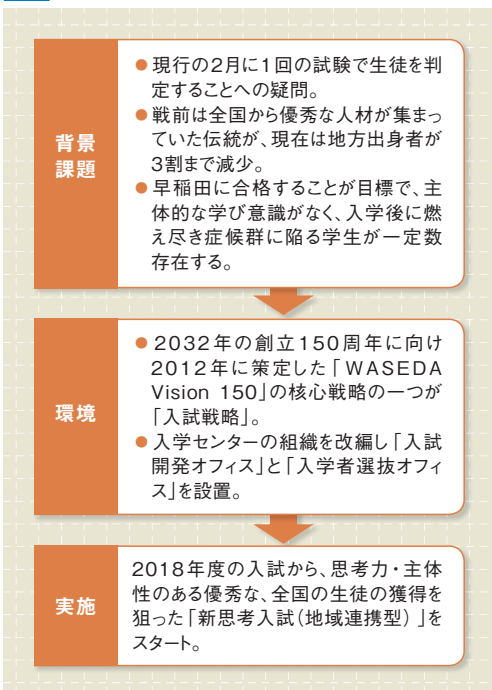 背景
課題
●現行の2月に1回の試験で生徒を判
定することへの疑問。
●戦前は全国から優秀な人材が集まっ
ていた伝統が、現在は地方出身者が
3割まで減少。
●早稲田に合格することが目標で、主
体的な学び意識がなく、入学後に燃
え尽き症候群に陥る学生が一定数
存在する。
環境
●2032年の創立150周年に向け
2012年に策定した「WASEDA
Vision 150」の核心戦略の一つが
「入試戦略」。
●入学センターの組織を改編し「入試
開発オフィス」と「入学者選抜オフィ
ス」を設置。
実施
2018年度の入試から、思考力・主体
性のある優秀な、全国の生徒の獲得を
狙った「新思考入試(地域連携型)」を
スタート。